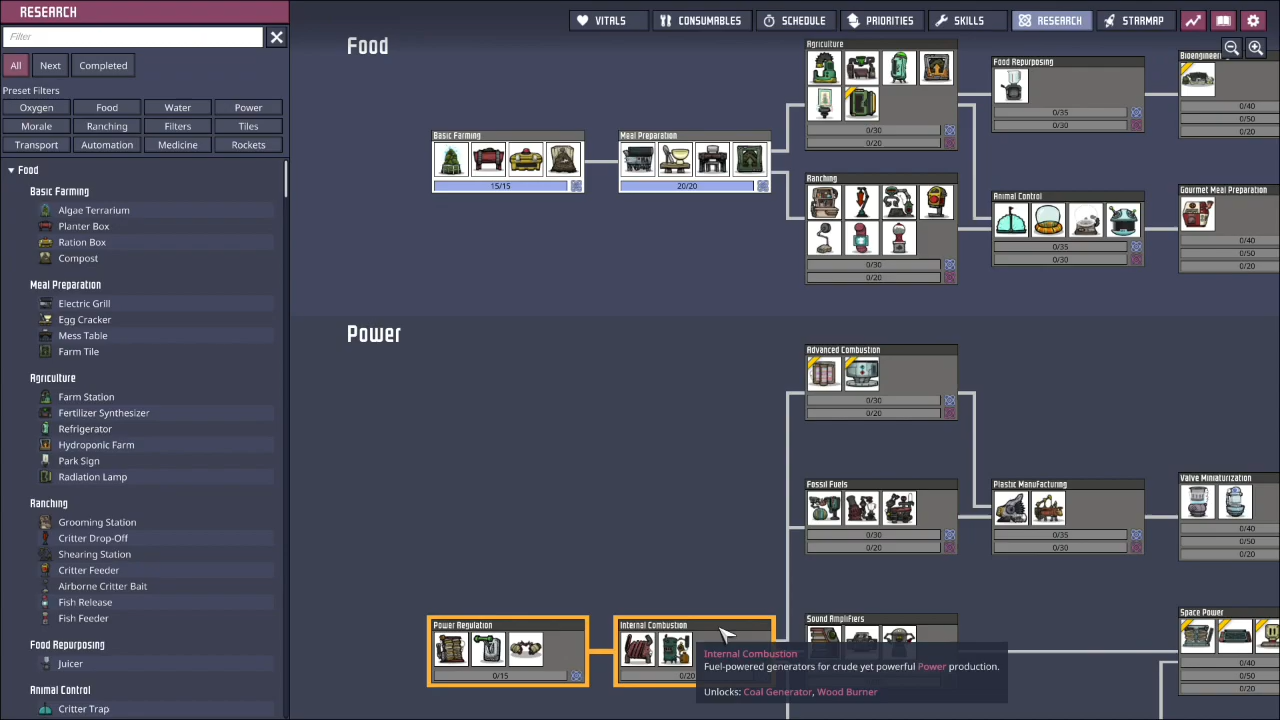 RESEARCH
VITALS
CONSUMABLES
SCHEDULE
PRIORITIES
SKILLS
RESEARCH
STARMAP
Filter
All
Next
Completed
Preset Filters
Oxygen
Food
Water
Power
Morale
Ranching
Filters
Tiles
Transport
Automation
Medicine
Rockets
Food
Basic Farming
Algae Terrarium
Planter Box
Ration Box
Compost
Meal Preparation
Electric Grill
Egg Cracker
Mess Table
Farm Tile
Agriculture
Farm Station
Fertilizer Synthesizer
Refrigerator
Hydroponic Farm
Park Sign
Radiation Lamp
Ranching
Grooming Station
Critter Drop-Off
Shearing Station
Critter Feeder
Airborne Critter Bait
Fish Release
Fish Feeder
Food Repurposing
Juicer
Animal Control
Critter Trap
Food
Basic Farming
15/15
Meal Preparation
20/20
Agriculture
0/30
0/20
Ranching
0/30
0/20
Food Repurposing
0/35
0/30
Animal Control
0/35
0/30
0/40
0/50
0/20
Gourmet Meal Preparation
0/40
0/50
0/20
Power
Advanced Combustion
0/30
0/20
Fossil Fuels
0/30
0/20
Plastic Manufacturing
0/35
0/30
Valve Miniaturization
0/40
0/50
0/20
Power Regulation
0/15
Internal Combustion
0/20
Sound Amplifiers
Space Power
0/40
0/50
0/20
Internal Combustion
Fuel-powered generators for crude yet powerful Power production.
Unlocks: Coal Generator, Wood Burner